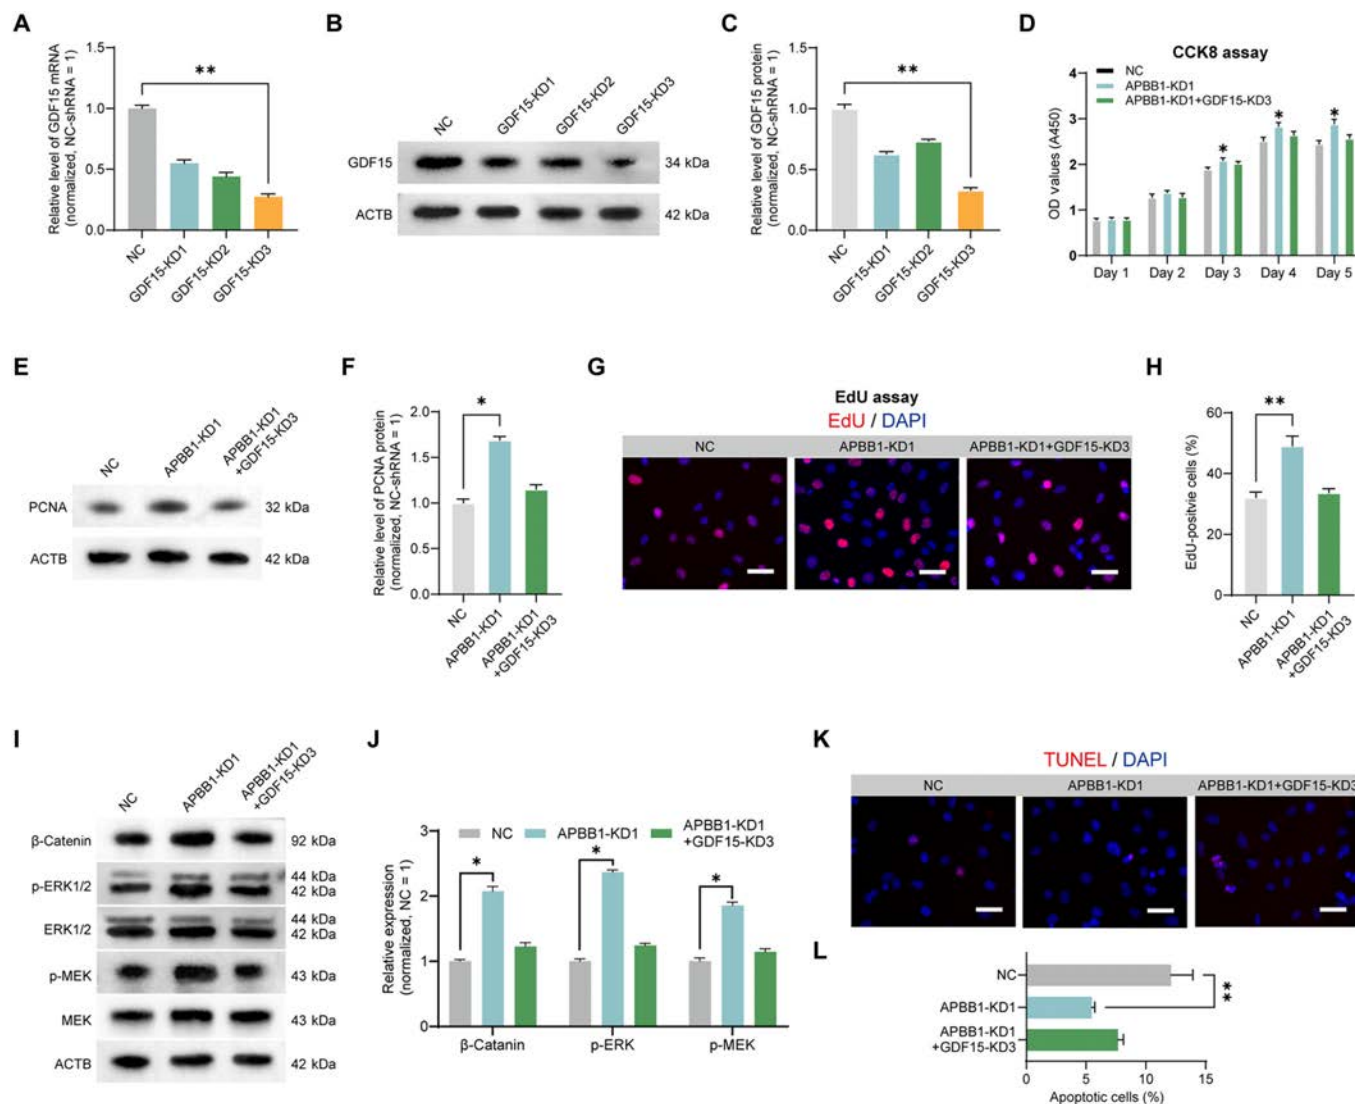 A
Relative level of GDF15 mRNA
(normalized, NC-shRNA = 1)
1.5
1.0
0.5
0.0
**
NC
GDF15-KD1
GDF15-KD2
GDF15-KD3
B
NC
GDF15-KD1
GDF15-KD2
GDF15-KD3
GDF15
34 kDa
ACTB
42 kDa
C
Relative level of GDF15 protein
(normalized, NC-shRNA = 1)
1.5
1.0
0.5
0.0
**
NC
GDF15-KD1
GDF15-KD2
GDF15-KD3
D
CCK8 assay
NC
APBB1-KD1
APBB1-KD1+GDF15-KD3
OD values (A450)
4
3
2
1
0
*
*
*
Day 1
Day 2
Day 3
Day 4
Day 5
E
NC
APBB1-KD1
APBB1-KD1
+GDF15-KD3
PCNA
32 kDa
ACTB
42 kDa
F
Relative level of PCNA protein
(normalized, NC-shRNA = 1)
2.0
1.5
1.0
0.5
0.0
*
NC
APBB1-KD1
APBB1-KD1
+GDF15-KD3
G
EdU assay
EdU / DAPI
NC
APBB1-KD1
APBB1-KD1+GDF15-KD3
H
EdU-positvie cells (%)
60
40
20
0
**
NC
APBB1-KD1
APBB1-KD1
+GDF15-KD3
I
NC
APBB1-KD1
APBB1-KD1
+GDF15-KD3
β-Catenin
92 kDa
p-ERK1/2
44 kDa
42 kDa
ERK1/2
44 kDa
42 kDa
p-MEK
43 kDa
MEK
43 kDa
ACTB
42 kDa
J
NC
APBB1-KD1
APBB1-KD1
+GDF15-KD3
Relative expression
(normalized, NC = 1)
3
2
1
0
*
*
*
β-Catanin
p-ERK
p-MEK
K
TUNEL / DAPI
NC
APBB1-KD1
APBB1-KD1+GDF15-KD3
L
NC
APBB1-KD1
APBB1-KD1
+GDF15-KD3
**
0
5
10
15
Apoptotic cells (%)